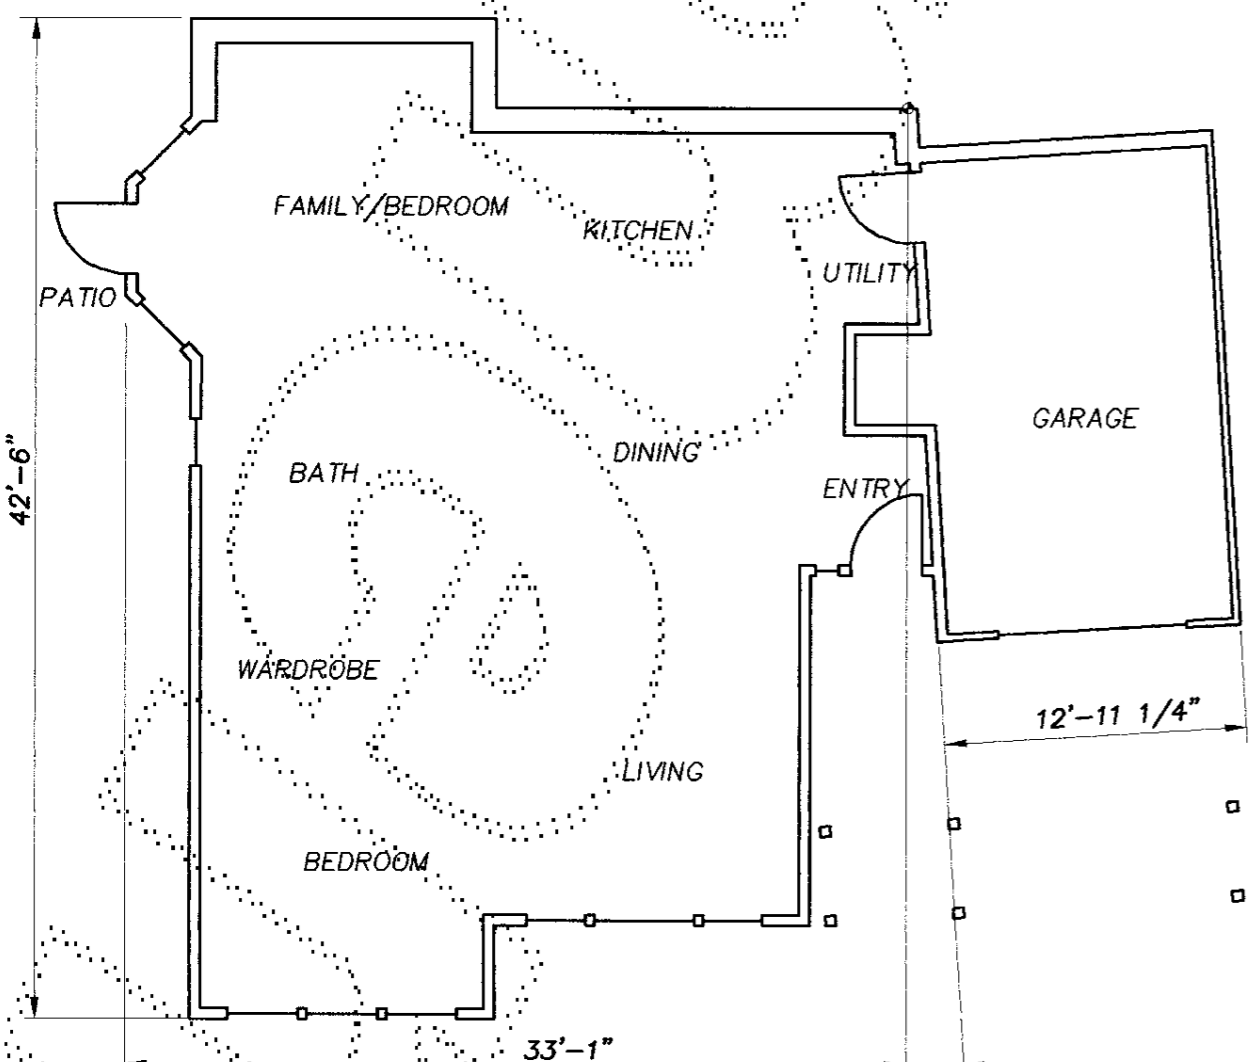 FAMILY/BEDROOM
KITCHEN
UTILITY
PATIO
GARAGE
DINING
BATH
ENTRY
42'-6"
WARDROBE
12'-11 1/4"
LIVING
BEDROOM
33'-1"